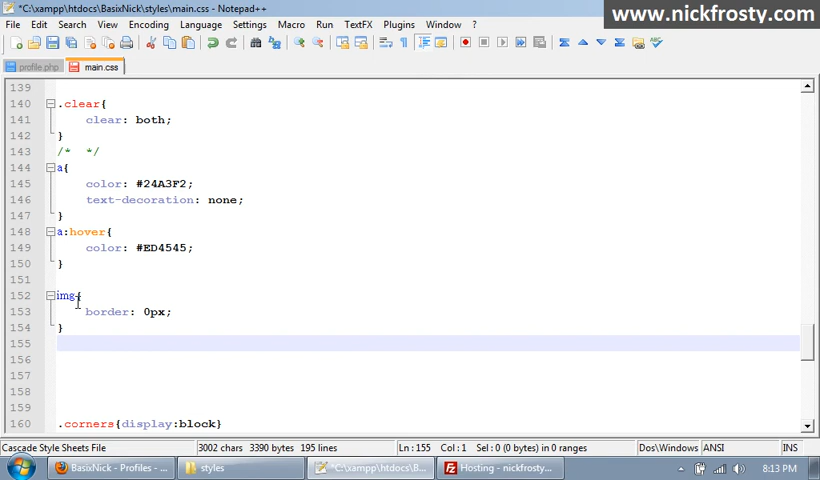 *C:\xampp\htdocs\BasixNick\styles\main.css - Notepad++
www.nickfrosty.com
File Edit Search View Encoding Language Settings Macro Run TextFX Plugins Window ?
profile.php main.css
139
140 .clear{
141 clear: both;
142 }
143 /* */
144 a{
145 color: #24A3F2;
146 text-decoration: none;
147 }
148 a:hover{
149 color: #ED4545;
150 }
151
152 img{
153 border: 0px;
154 }
155
156
157
158
159
160 .corners{display:block}
Cascade Style Sheets File 3002 chars 3390 bytes 195 lines Ln : 155 Col : 1 Sel : 0 (0 bytes) in 0 ranges Dos\Windows ANSI INS
BasixNick - Profiles - ... styles *C:\xampp\htdocs\B... Hosting - nickfrosty... 8:13 PM